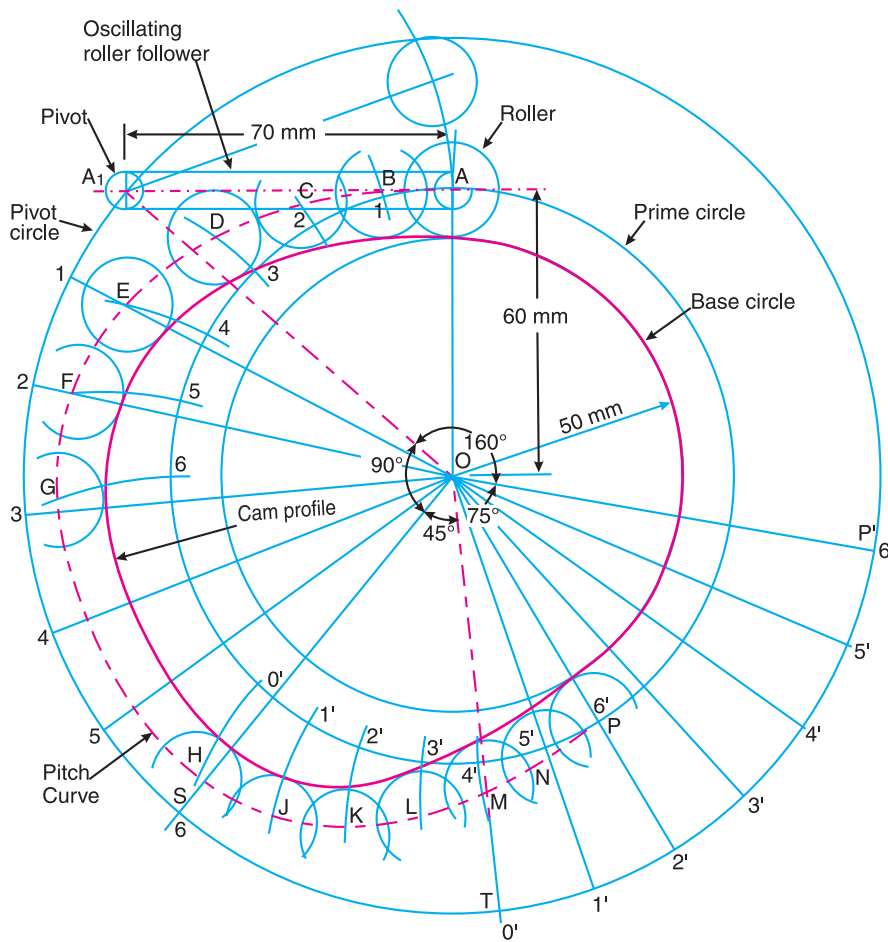 Oscillating
roller follower
Pivot
70 mm
Roller
A1
B
A
C
Pivot
circle
D
2
1
Prime circle
3
1
E
4
60 mm
Base circle
2
F
5
50 mm
160°
O
90°
6
G
3
Cam profile
45°
75°
P'
6'
4
0'
5'
1'
6'
P
2'
5
3'
5'
4'
H
4'
N
Pitch
Curve
S
J
K
L
M
3'
6
2'
T
1'
0'